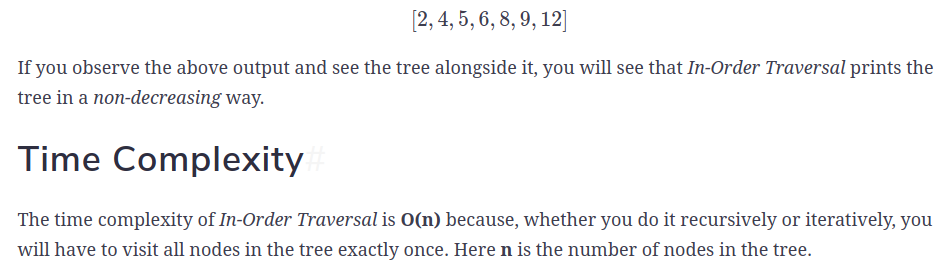 [2, 4, 5, 6, 8, 9, 12]
If you observe the above output and see the tree alongside it, you will see that In-Order Traversal prints the
tree in a non-decreasing way.
Time Complexity#
The time complexity of In-Order Traversal is O(n) because, whether you do it recursively or iteratively, you
will have to visit all nodes in the tree exactly once. Here n is the number of nodes in the tree.